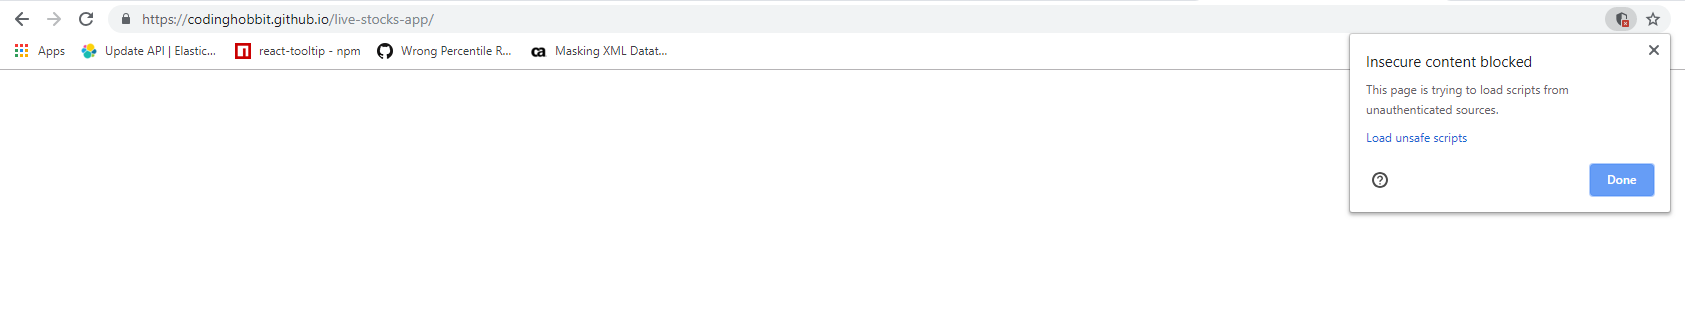 https://codinghobbit.github.io/live-stocks-app/
Apps Update API | Elastic... react-tooltip - npm Wrong Percentile R... ca Masking XML Datat...
Insecure content blocked
This page is trying to load scripts from
unauthenticated sources.
Load unsafe scripts
Done